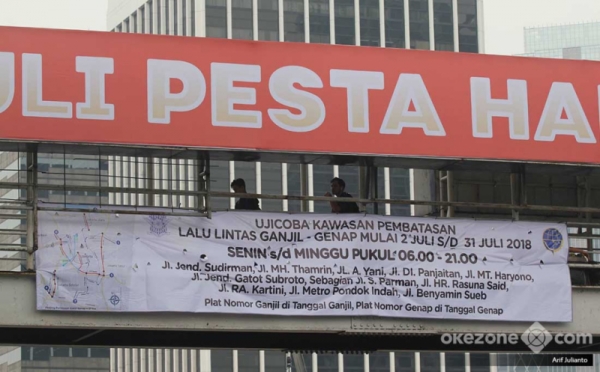 ULI PESTA HA
UJICOBA KAWASAN PEMBATASAN
LALU LINTAS GANJIL - GENAP MULAI 2 JULI S/D 31 JULI 2018
SENIN s/d MINGGU PUKUL 06.00 - 21.00
Jl. Jend. Sudirman, Jl. MH. Thamrin, JL. A. Yani, Jl. DI. Panjaitan, Jl. MT. Haryono,
Jl. Jend. Gatot Subroto, Sebagian Jl. S. Parman, Jl. HR. Rasuna Said,
Jl. RA. Kartini, Jl. Metro Pondok Indah, Jl. Benyamin Sueb
Plat Nomor Ganjil di Tanggal Ganjil, Plat Nomor Genap di Tanggal Genap
okezone.com
Arif Julianto